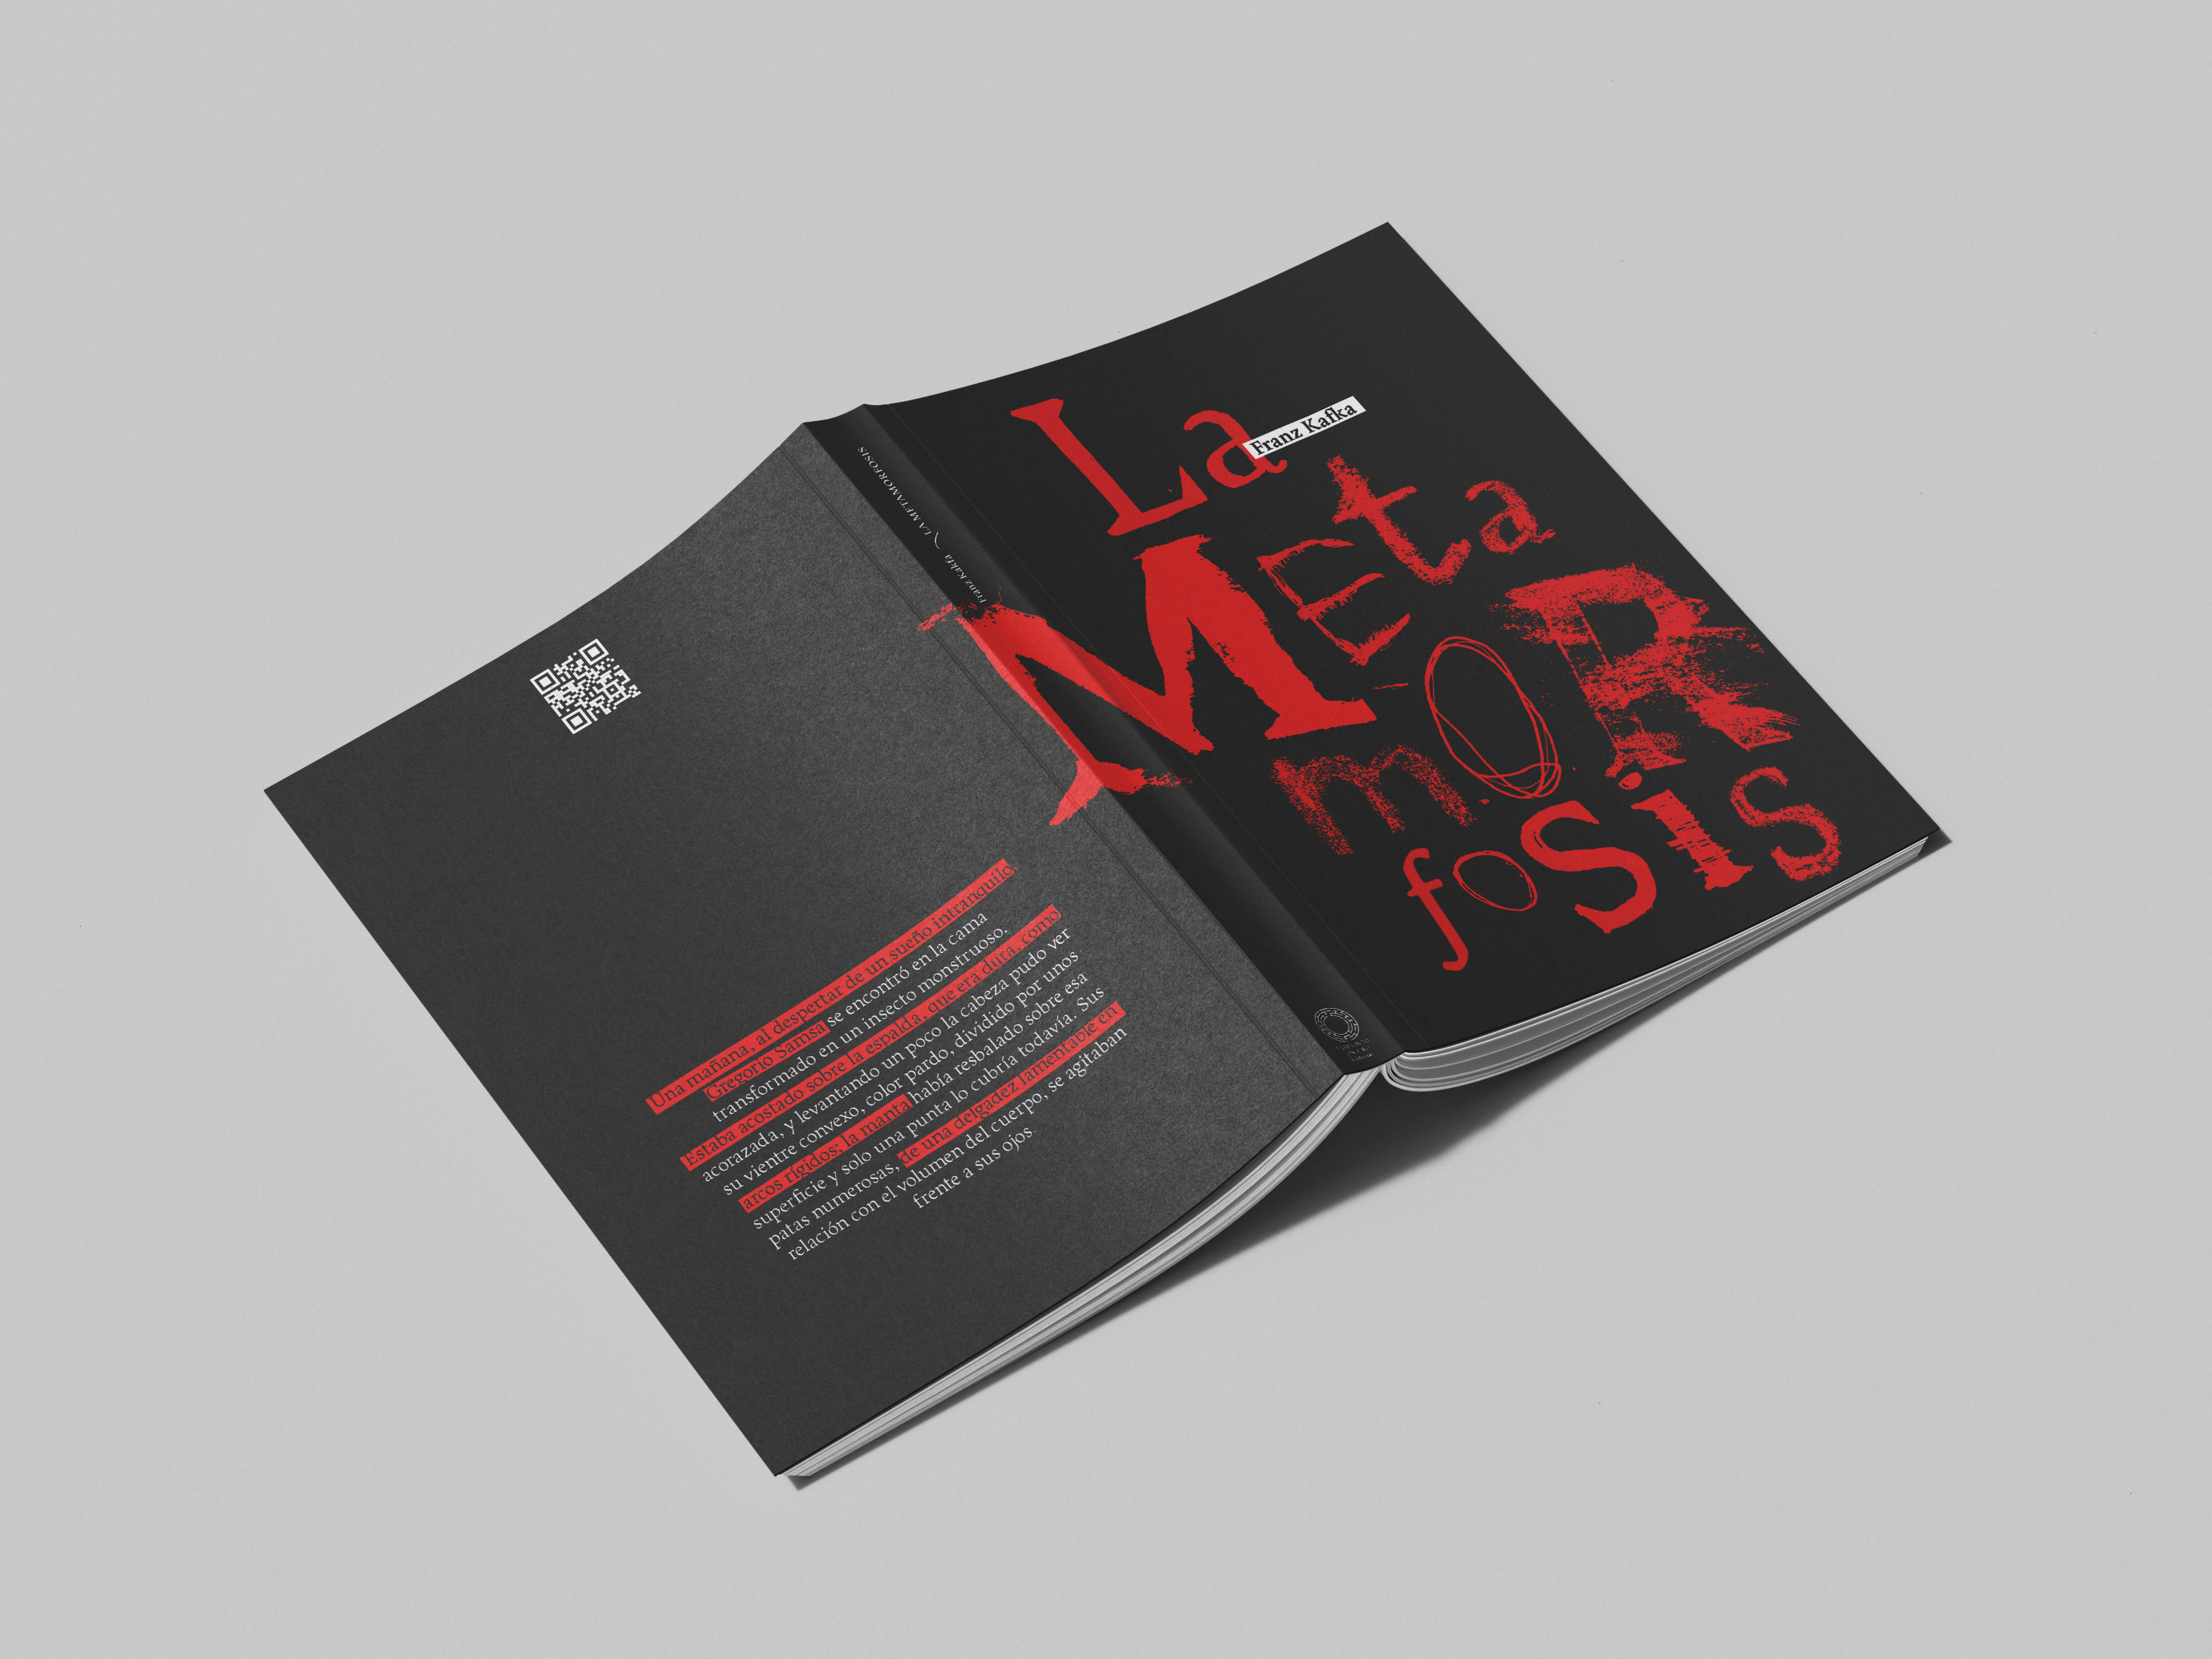 La
Franz Kafka
MEta
mOR
fosis
Franz Kakfa LA METAMORFOSIS
Una mañana, al despertar de un sueño intranquilo,
Gregorio Samsa se encontró en la cama
transformado en un insecto monstruoso.
Estaba acostado sobre la espalda, que era dura, como
acorazada, y levantando un poco la cabeza pudo ver
su vientre convexo, color pardo, dividido por unos
arcos rígidos; la manta había resbalado sobre esa
superficie y solo una punta lo cubría todavía. Sus
patas numerosas, de una delgadez lamentable en
relación con el volumen del cuerpo, se agitaban
frente a sus ojos.